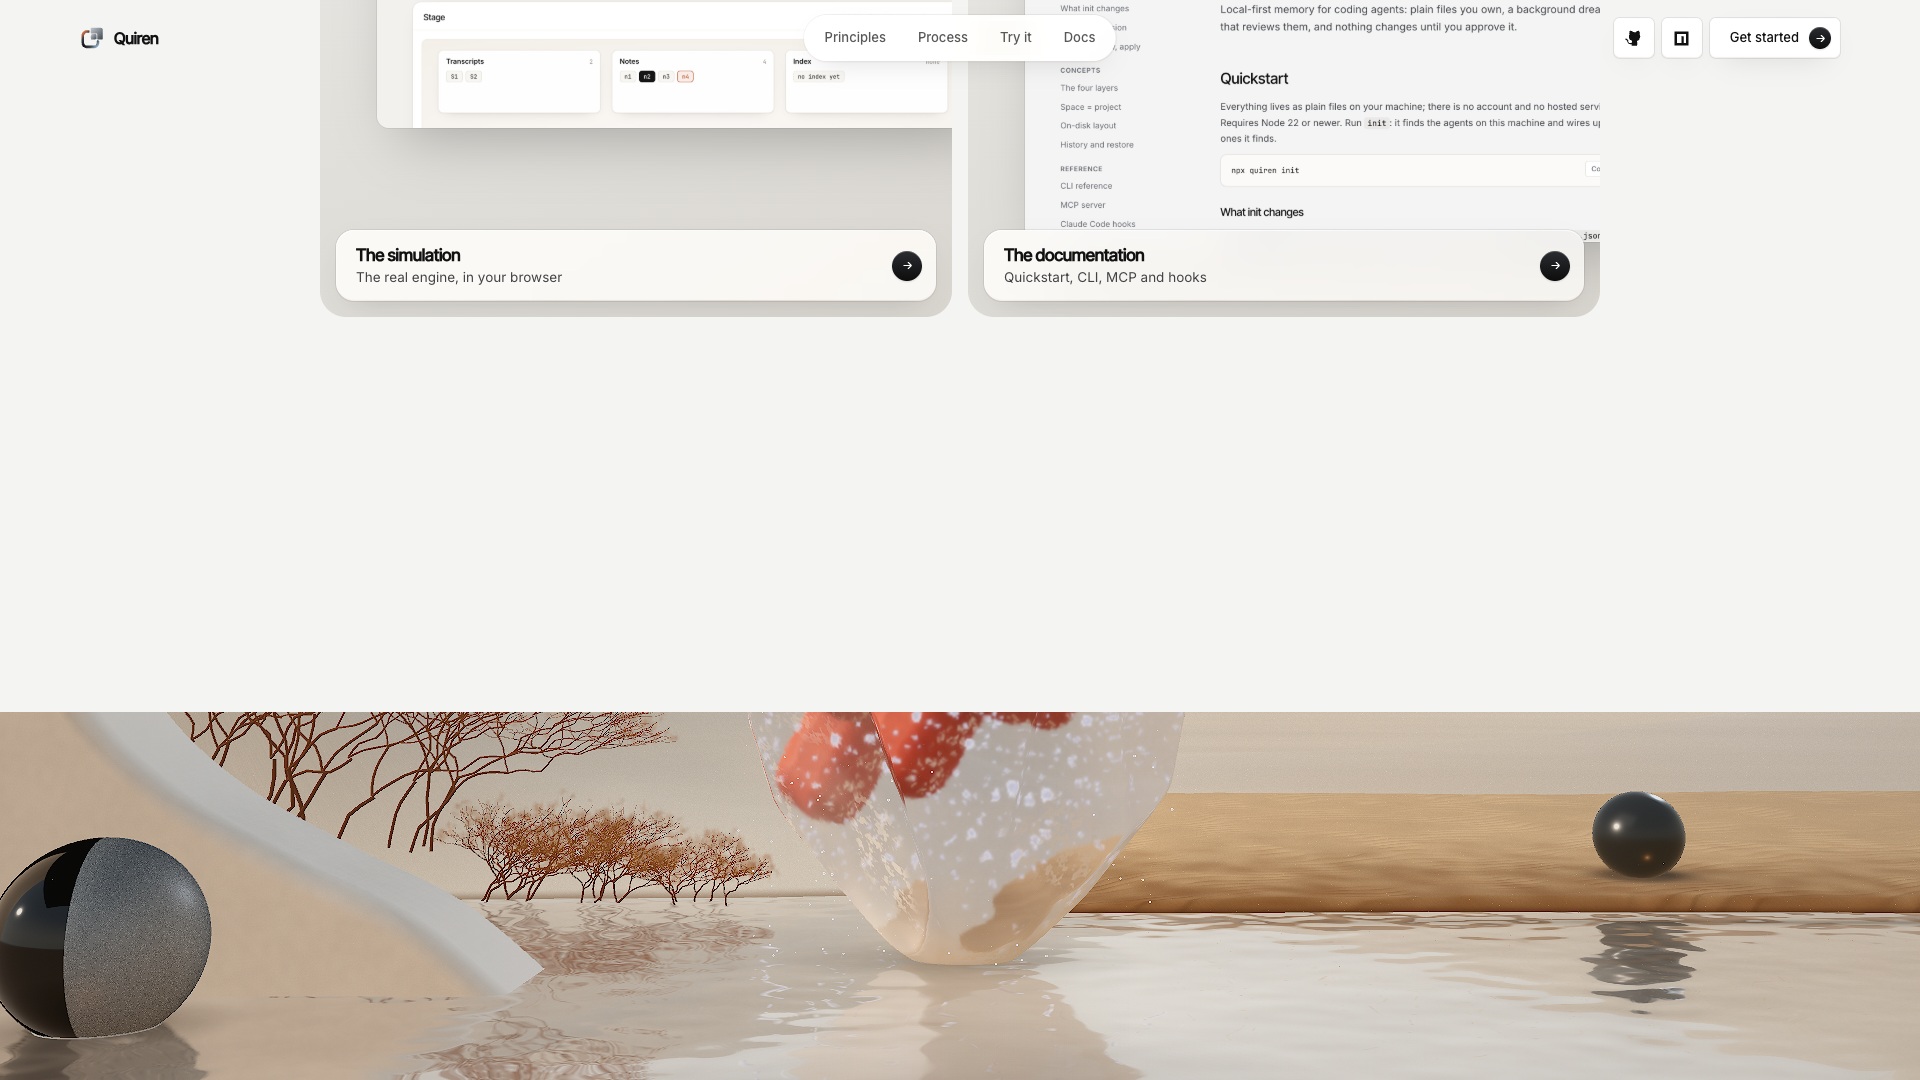 Quiren
Principles
Process
Try it
Docs
Get started
Stage
Transcripts
2
S1
S2
Notes
4
n1
n2
n3
n4
Index
no index yet
The simulation
The real engine, in your browser
What init changes
apply
CONCEPTS
The four layers
Space = project
On-disk layout
History and restore
REFERENCE
CLI reference
MCP server
Claude Code hooks
Local-first memory for coding agents: plain files you own, a background
that reviews them, and nothing changes until you approve it.
Quickstart
Everything lives as plain files on your machine; there is no account and no hosted
Requires Node 22 or newer. Run init: it finds the agents on this machine and wires
ones it finds.
npx quiren init
What init changes
The documentation
Quickstart, CLI, MCP and hooks